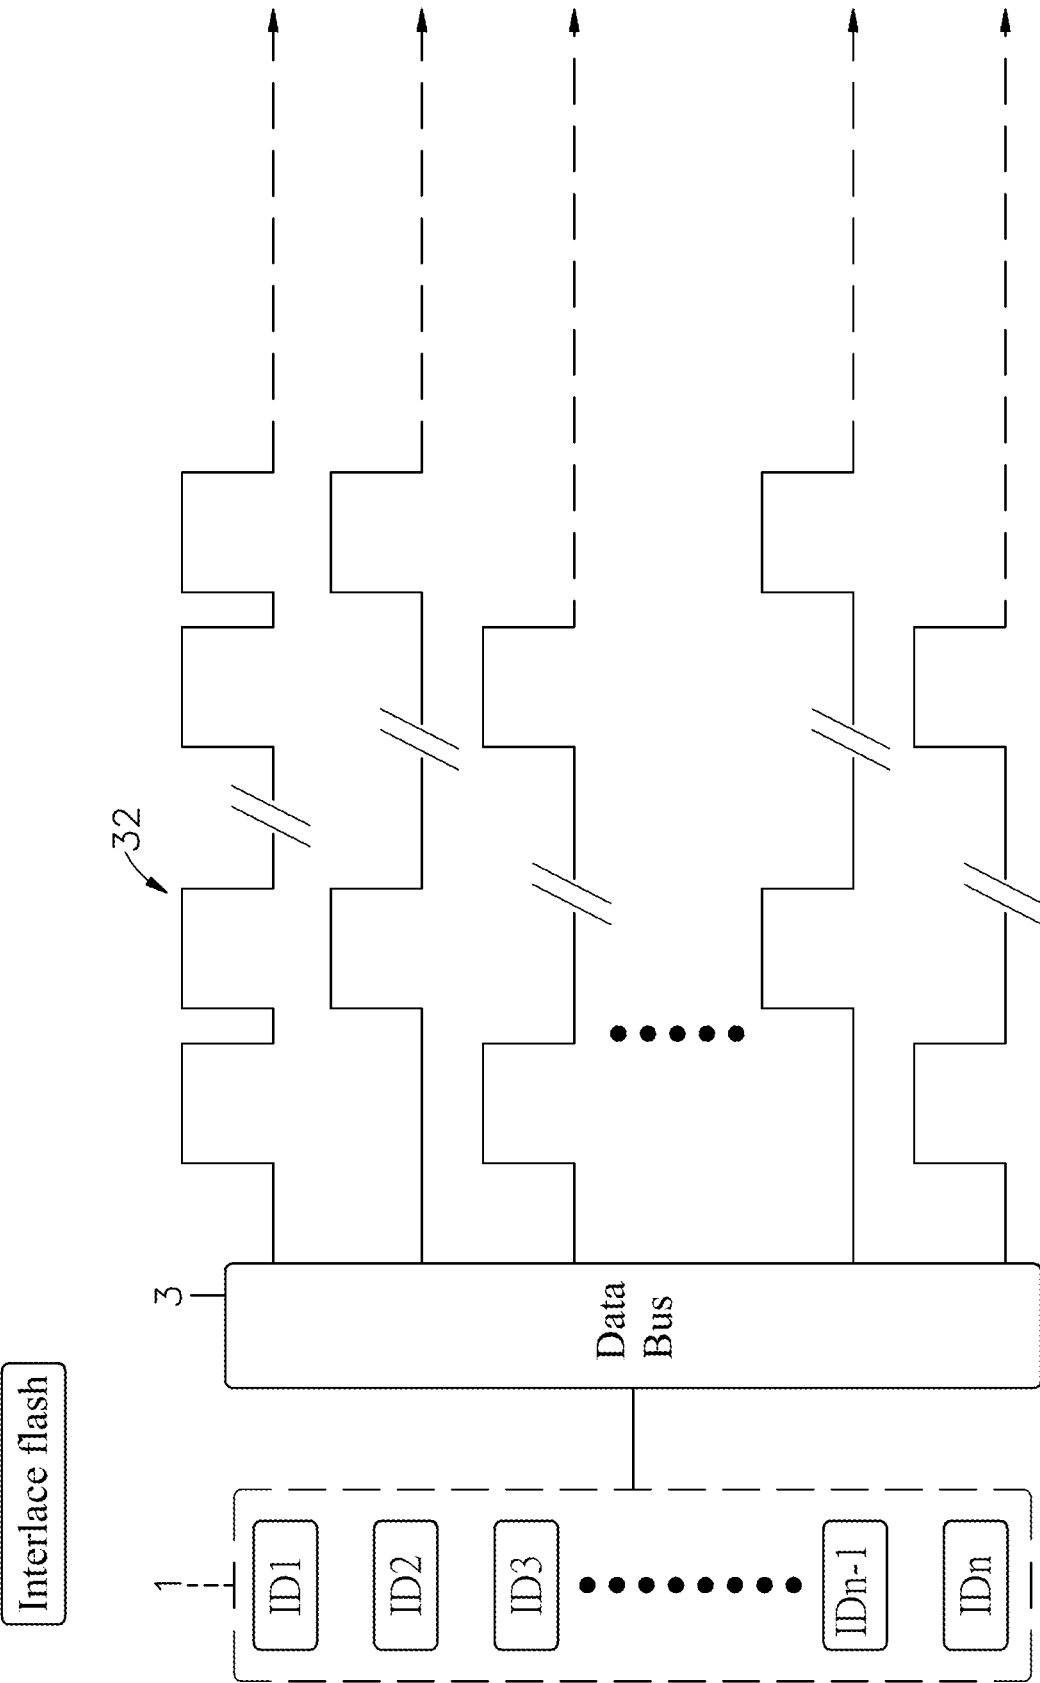 Interlace flash
1
ID1
ID2
ID3
IDn-1
IDn
3
Data
Bus
32